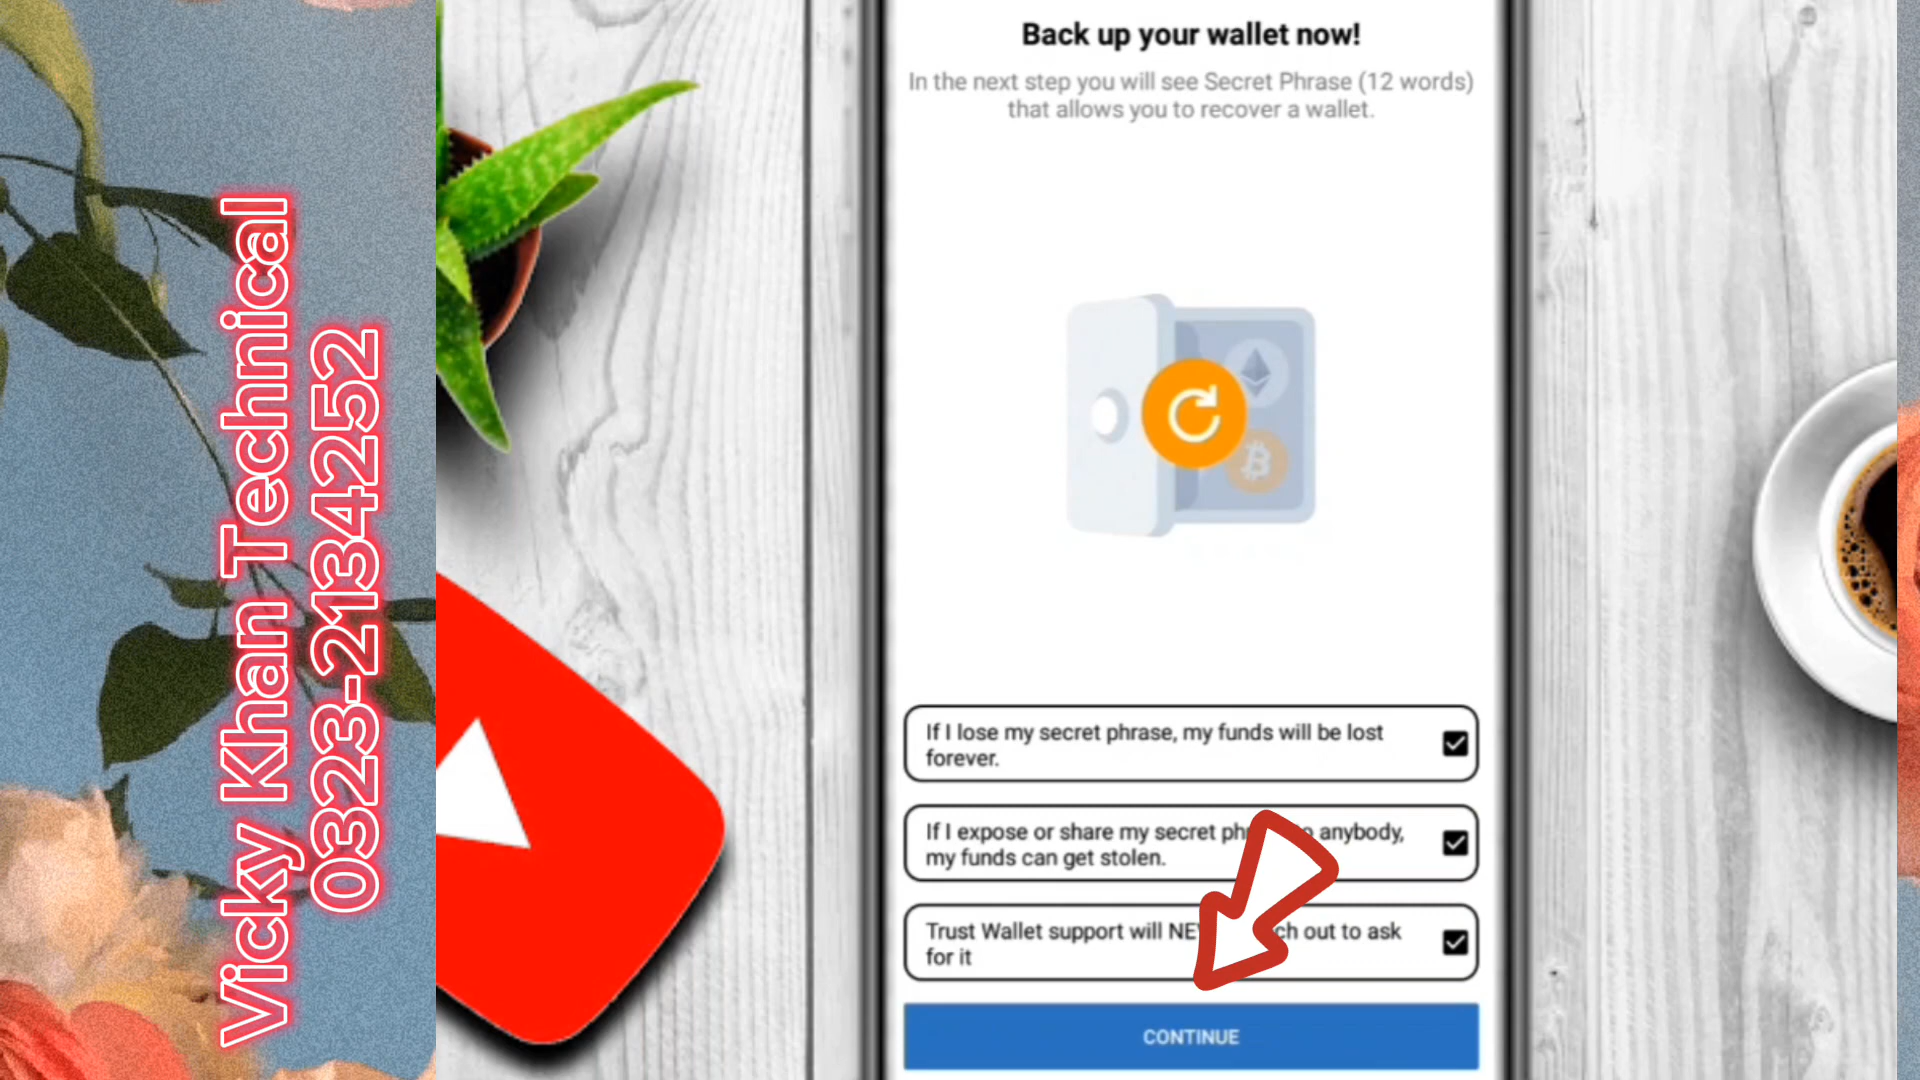 Vicky Khan Technical
0323-2134252
Back up your wallet now!
In the next step you will see Secret Phrase (12 words)
that allows you to recover a wallet.
If I lose my secret phrase, my funds will be lost
forever.
If I expose or share my secret anybody,
my funds can get stolen.
Trust Wallet support will out to ask
for it
CONTINUE